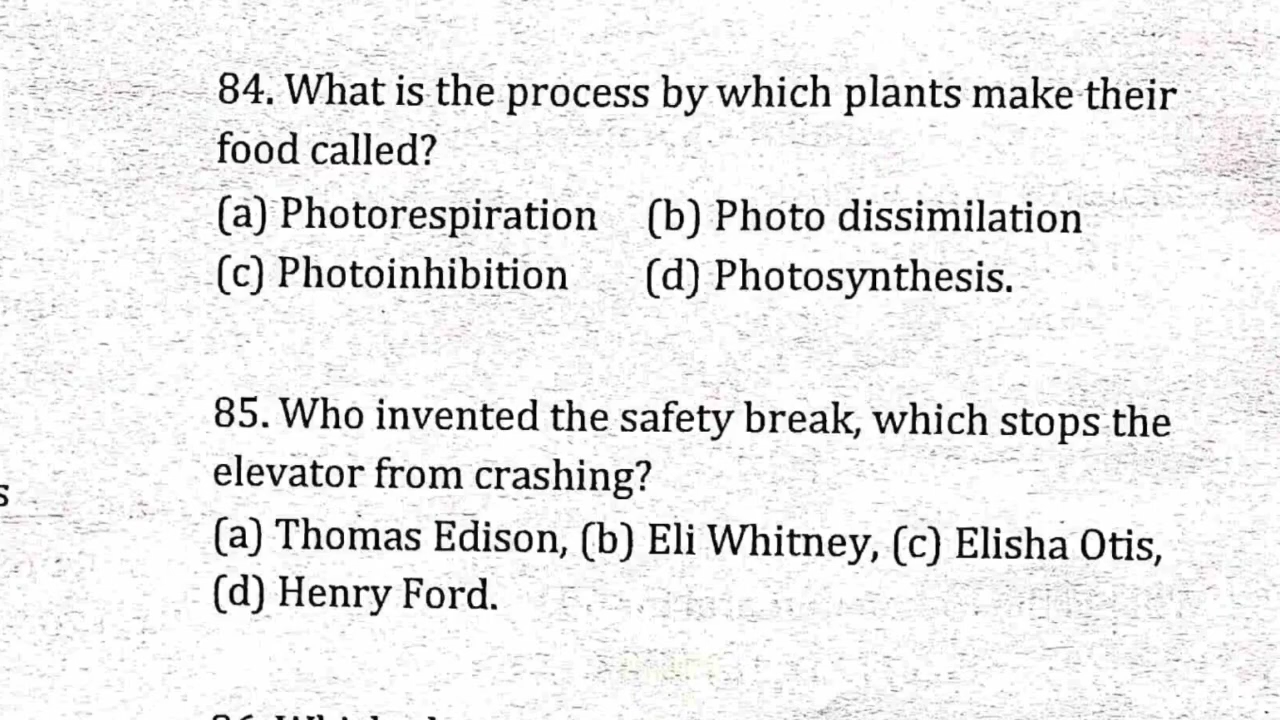 84. What is the process by which plants make their
food called?
(a) Photorespiration (b) Photo dissimilation
(c) Photoinhibition (d) Photosynthesis.
85. Who invented the safety break, which stops the
elevator from crashing?
s
(a) Thomas Edison, (b) Eli Whitney, (c) Elisha Otis,
(d) Henry Ford.